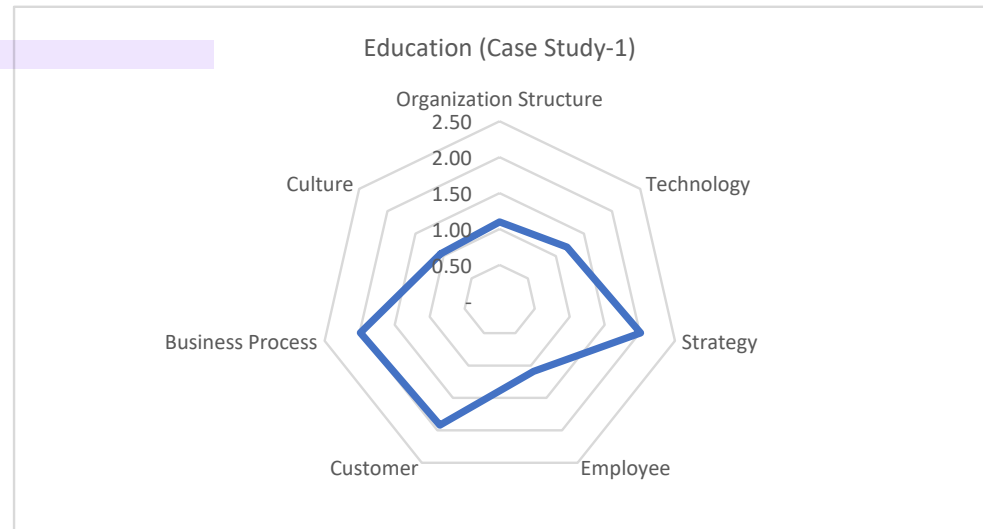 Education (Case Study-1)
Organization Structure
2.50
2.00
1.50
1.00
0.50
-
Culture
Technology
Business Process
Strategy
Customer
Employee